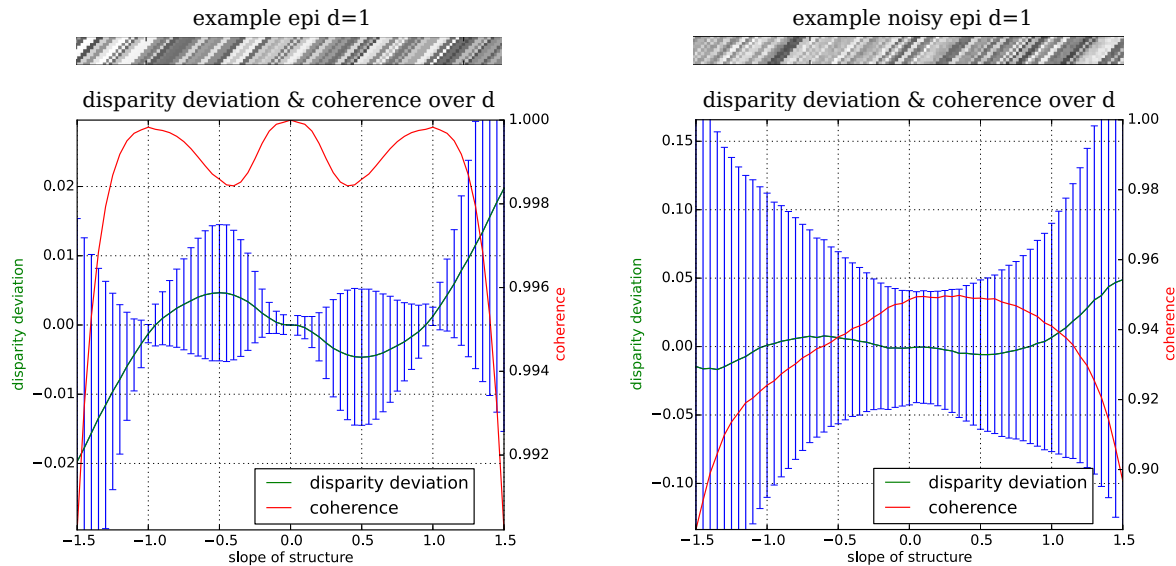 example epi d=1
disparity deviation & coherence over d
1.000
0.998
0.996
0.994
0.992
0.02
0.01
0.00
−0.01
−0.02
disparity deviation
coherence
disparity deviation
coherence
−1.5 −1.0 −0.5 0.0 0.5 1.0 1.5
slope of structure
example noisy epi d=1
disparity deviation & coherence over d
0.15
0.10
0.05
0.00
−0.05
−0.10
disparity deviation
1.00
0.98
0.96
0.94
0.92
0.90
coherence
disparity deviation
coherence
−1.5 −1.0 −0.5 0.0 0.5 1.0 1.5
slope of structure